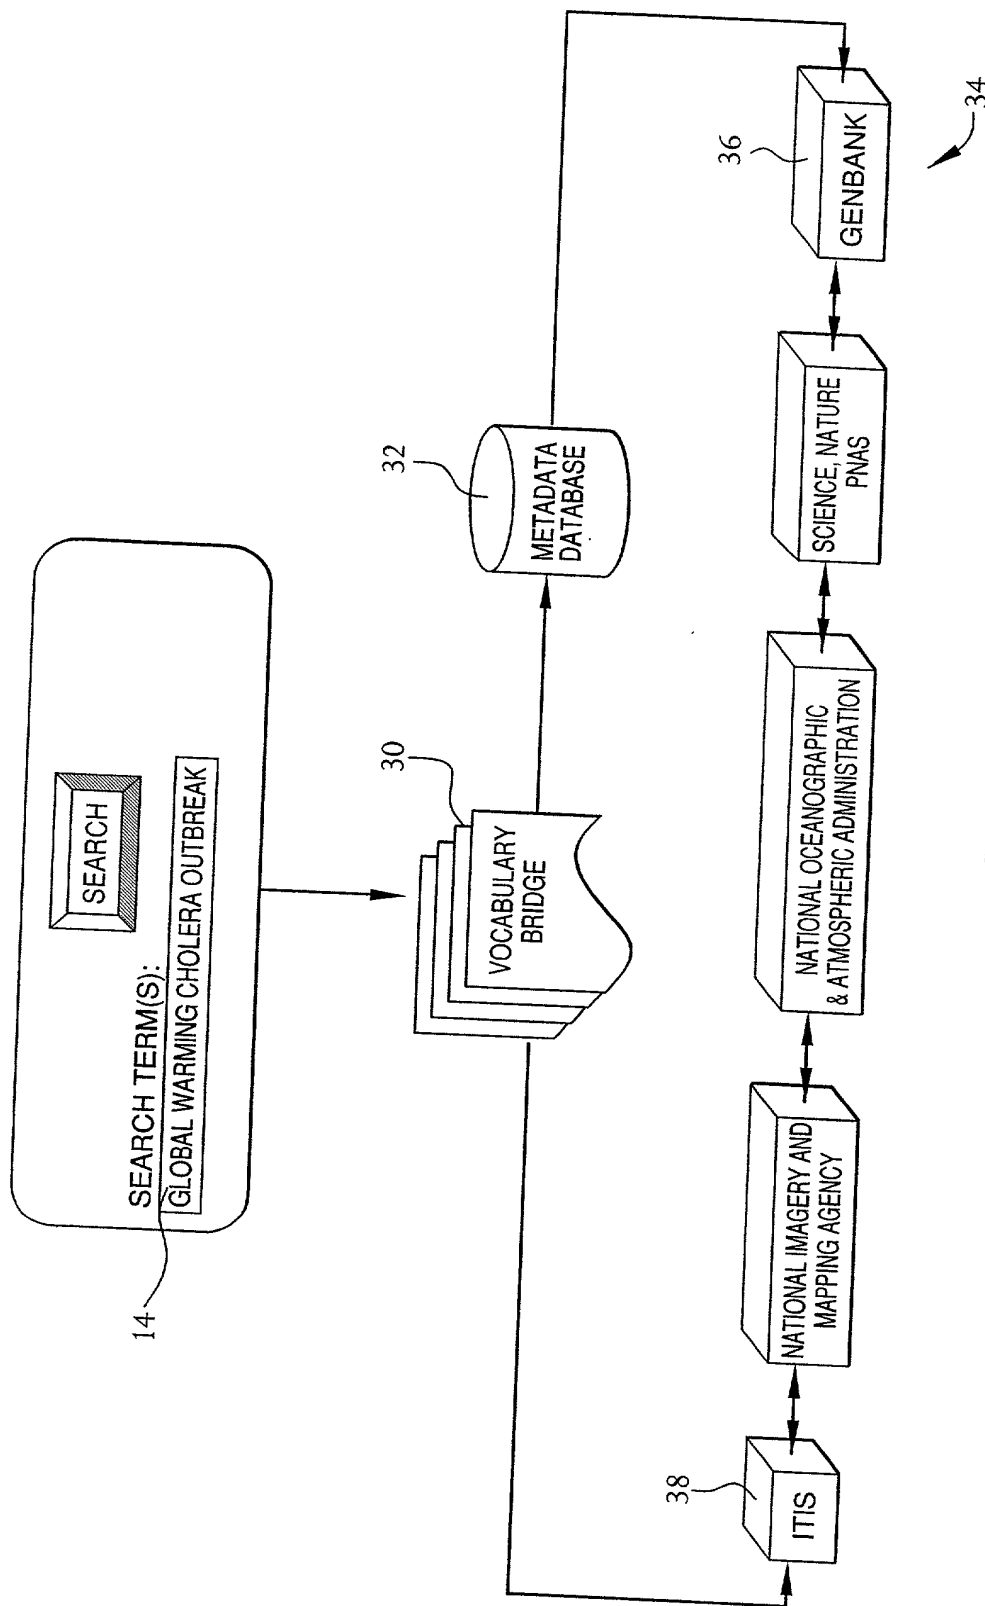 SEARCH
SEARCH TERM(S):
GLOBAL WARMING CHOLERA OUTBREAK
14
30
VOCABULARY
BRIDGE
32
METADATA
DATABASE
38
ITIS
NATIONAL IMAGERY AND
MAPPING AGENCY
NATIONAL OCEANOGRAPHIC
& ATMOSPHERIC ADMINISTRATION
SCIENCE, NATURE
PNAS
36
GENBANK
34